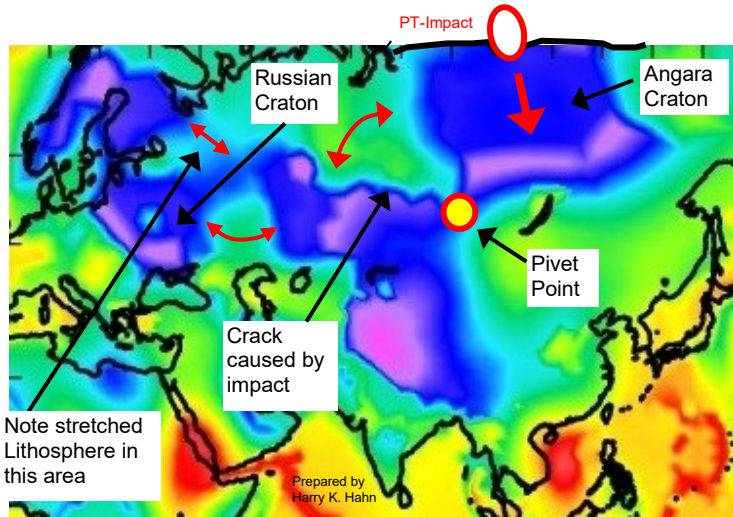 PT-Impact
Russian
Craton
Angara
Craton
Pivet
Point
Crack
caused by
impact
Note stretched
Lithosphere in
this area
Prepared by
Harry K. Hahn